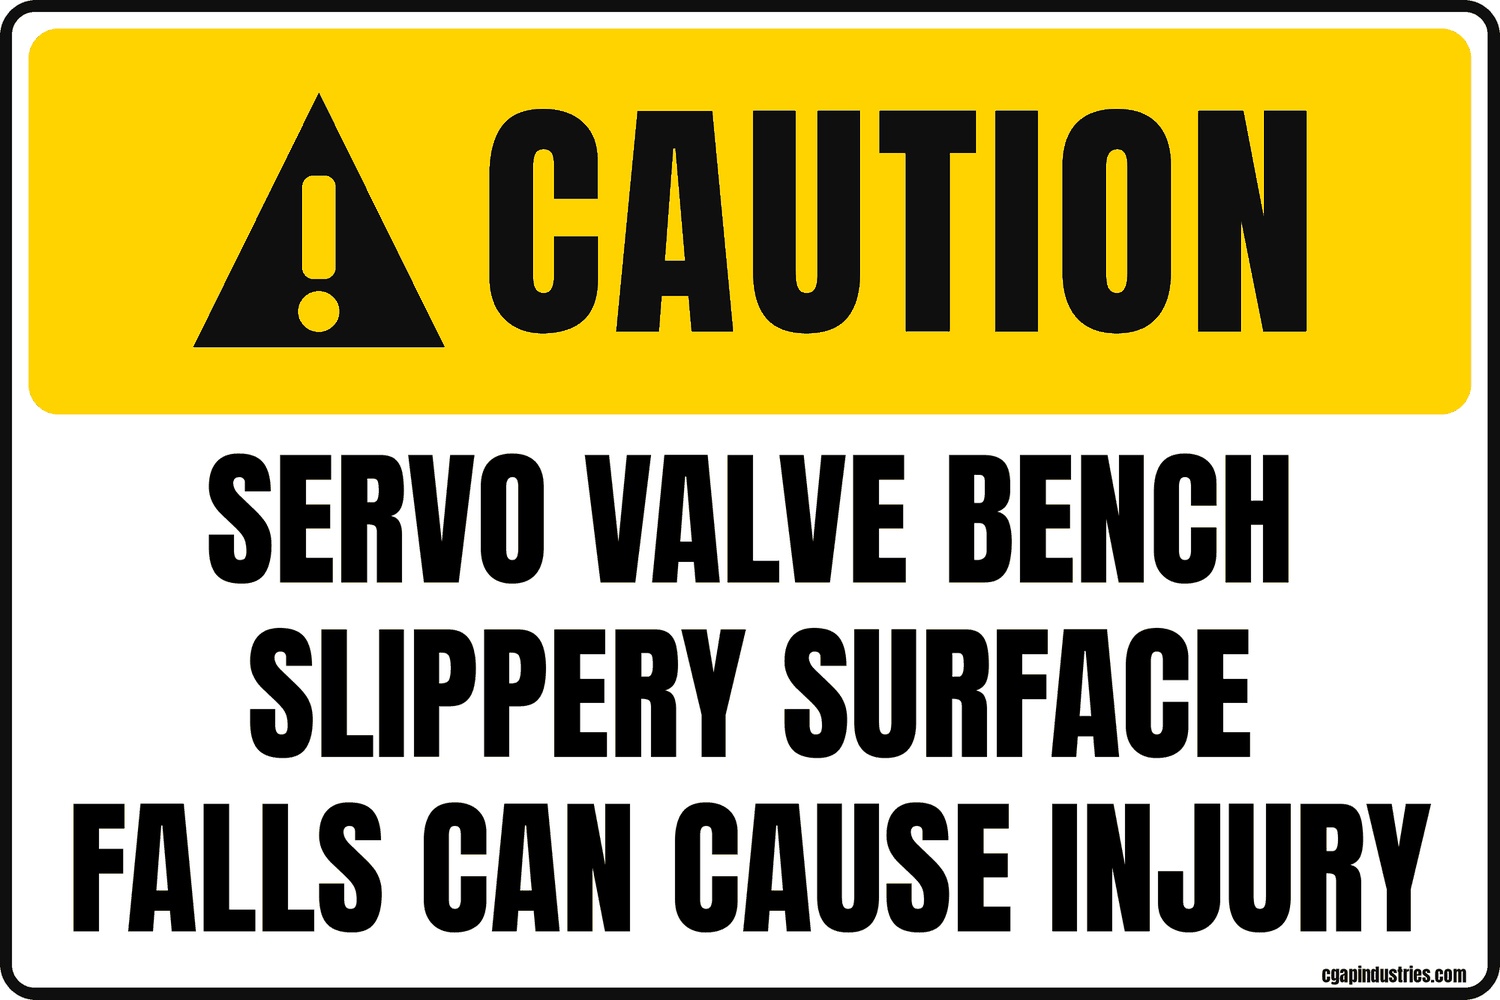 CAUTION
SERVO VALVE BENCH
SLIPPERY SURFACE
FALLS CAN CAUSE INJURY
cgapindustries.com